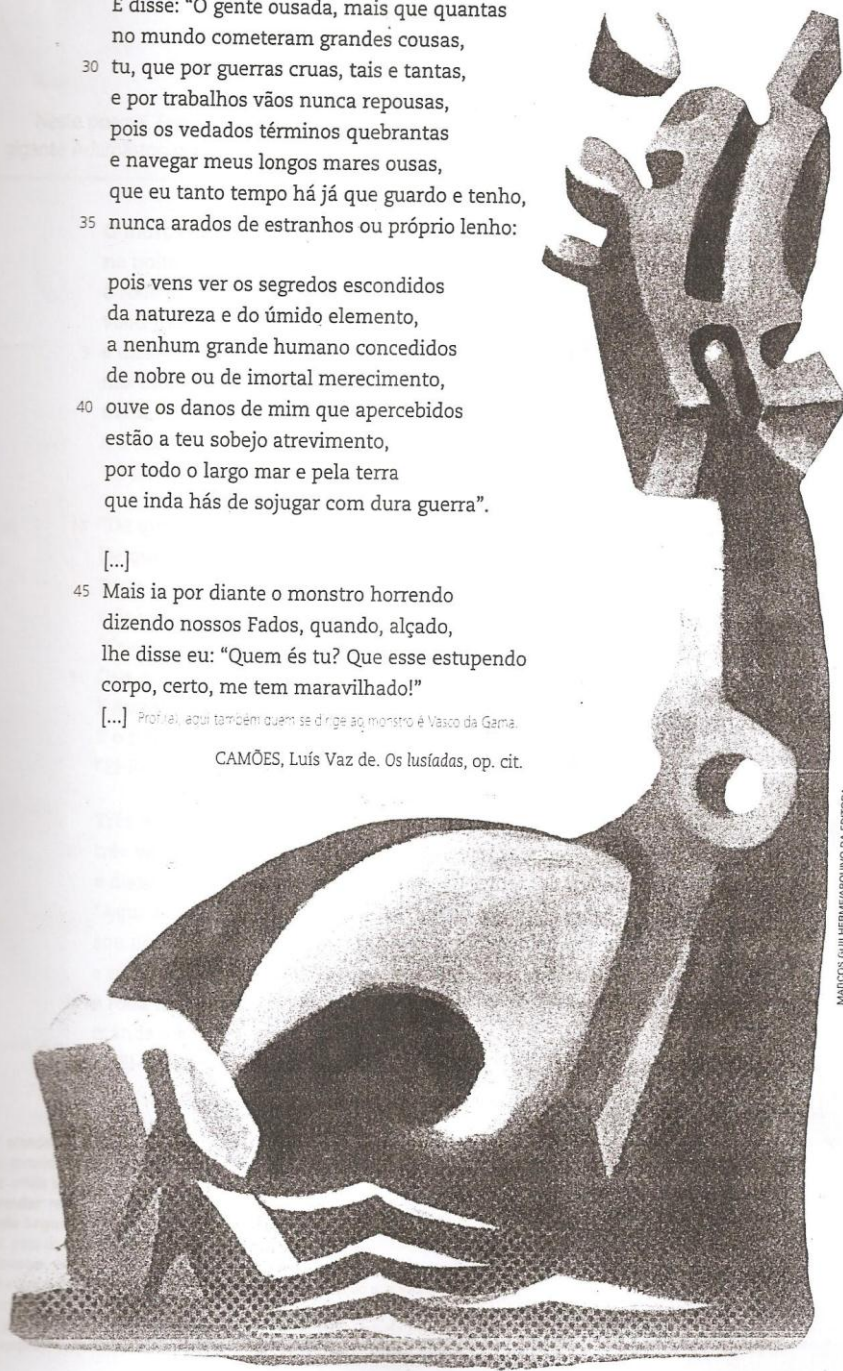 E disse: "Ó gente ousada, mais que quantas
no mundo cometeram grandes cousas,
30 tu, que por guerras cruas, tais e tantas,
e por trabalhos vãos nunca repousas,
pois os vedados términos quebrantas
e navegar meus longos mares ousas,
que eu tanto tempo há já que guardo e tenho,
35 nunca arados de estranhos ou próprio lenho:
pois vens ver os segredos escondidos
da natureza e do úmido elemento,
a nenhum grande humano concedidos
de nobre ou de imortal merecimento,
40 ouve os danos de mim que apercebidos
estão a teu sobejo atrevimento,
por todo o largo mar e pela terra
que inda hás de sojugar com dura guerra".
[...]
45 Mais ia por diante o monstro horrendo
dizendo nossos Fados, quando, alçado,
lhe disse eu: "Quem és tu? Que esse estupendo
corpo, certo, me tem maravilhado!"
[...] aqui também quem se dirige ao monstro é Vasco da Gama.
CAMÕES, Luís Vaz de. Os lusíadas, op. cit.
MARCOS GUILHERME/ARQUIVO DA EDITORA